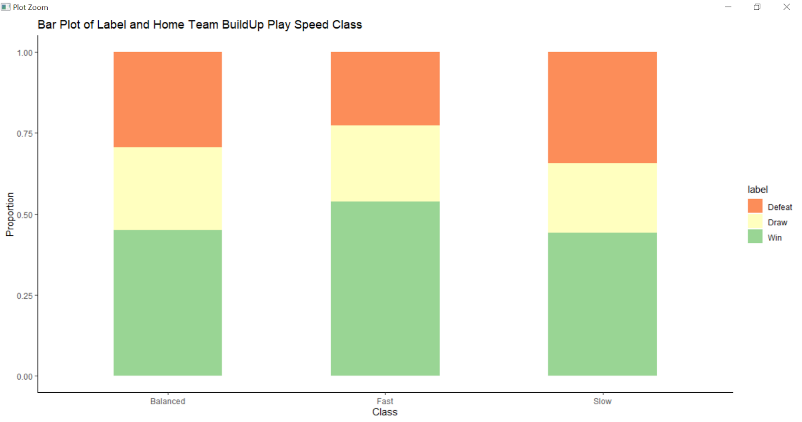 Plot Zoom
Bar Plot of Label and Home Team BuildUp Play Speed Class
1.00
0.75
0.50
0.25
0.00
Proportion
Balanced
Fast
Slow
Class
label
Defeat
Draw
Win